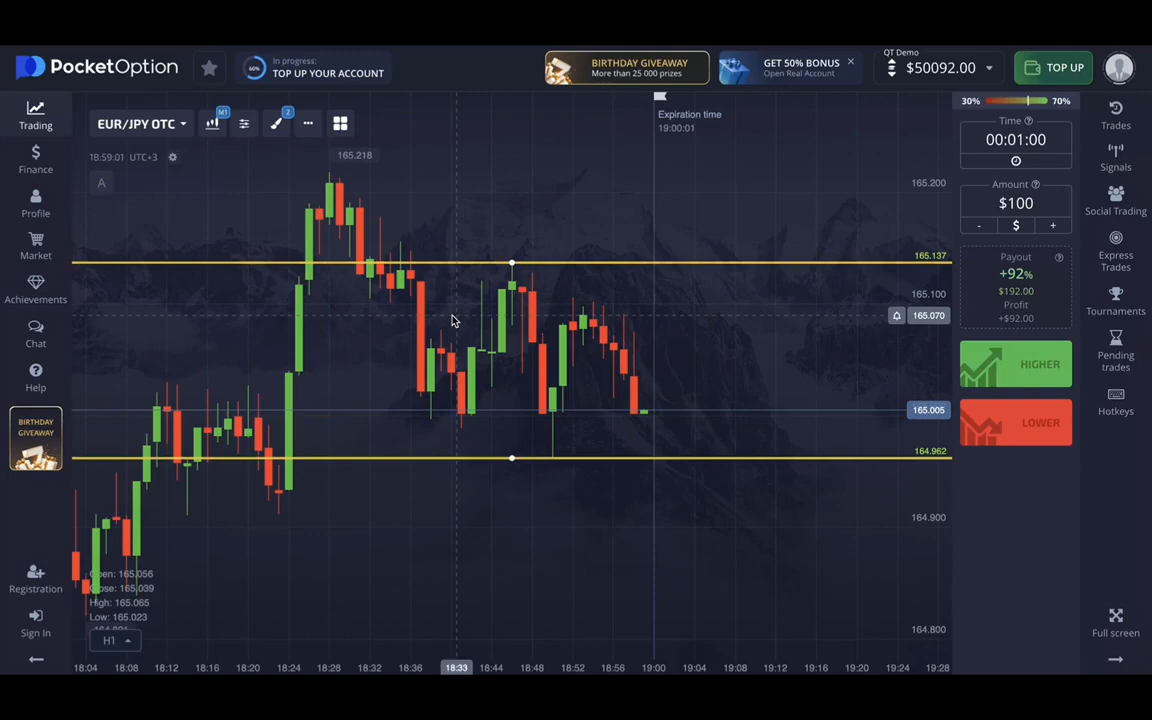 PocketOption
60%
In progress:
TOP UP YOUR ACCOUNT
BIRTHDAY GIVEAWAY
More than 25 000 prizes
GET 50% BONUS
Open Real Account
QT Demo
$50092.00
TOP UP
Trading
Finance
Profile
Market
Achievements
Chat
Help
BIRTHDAY
GIVEAWAY
Registration
Sign In
EUR/JPY OTC
M1
2
18:59:01 UTC+3
A
165.218
Expiration time
19:00:01
165.200
165.137
165.100
165.070
165.005
164.962
164.900
164.800
Open: 165.056
Close: 165.039
High: 165.065
Low: 165.023
H1
18:04 18:08 18:12 18:16 18:20 18:24 18:28 18:32 18:36 18:33 18:44 18:48 18:52 18:56 19:00 19:04 19:08 19:12 19:16 19:20 19:24 19:28
30% 70%
Time
00:01:00
Amount
$100
- $ +
Payout
+92%
$192.00
Profit
+$92.00
HIGHER
LOWER
Trades
Signals
Social Trading
Express
Trades
Tournaments
Pending
trades
Hotkeys
Full screen